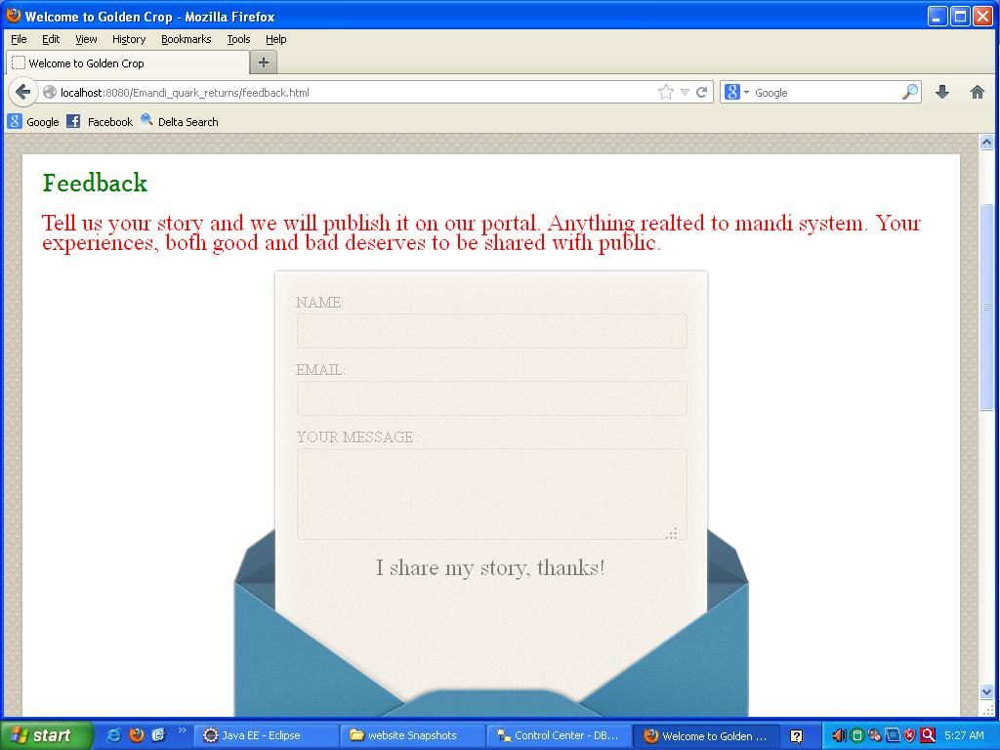 Welcome to Golden Crop - Mozilla Firefox
File Edit View History Bookmarks Tools Help
Welcome to Golden Crop
localhost:8080/Emandi_quark_returns/feedback.html
Google
Google Facebook Delta Search
Feedback
Tell us your story and we will publish it on our portal. Anything realted to mandi system. Your
experiences, both good and bad deserves to be shared with public.
NAME:
EMAIL:
YOUR MESSAGE :
I share my story, thanks!
start
Java EE - Eclipse
website Snapshots
Control Center - DB...
Welcome to Golden ...
5:27 AM